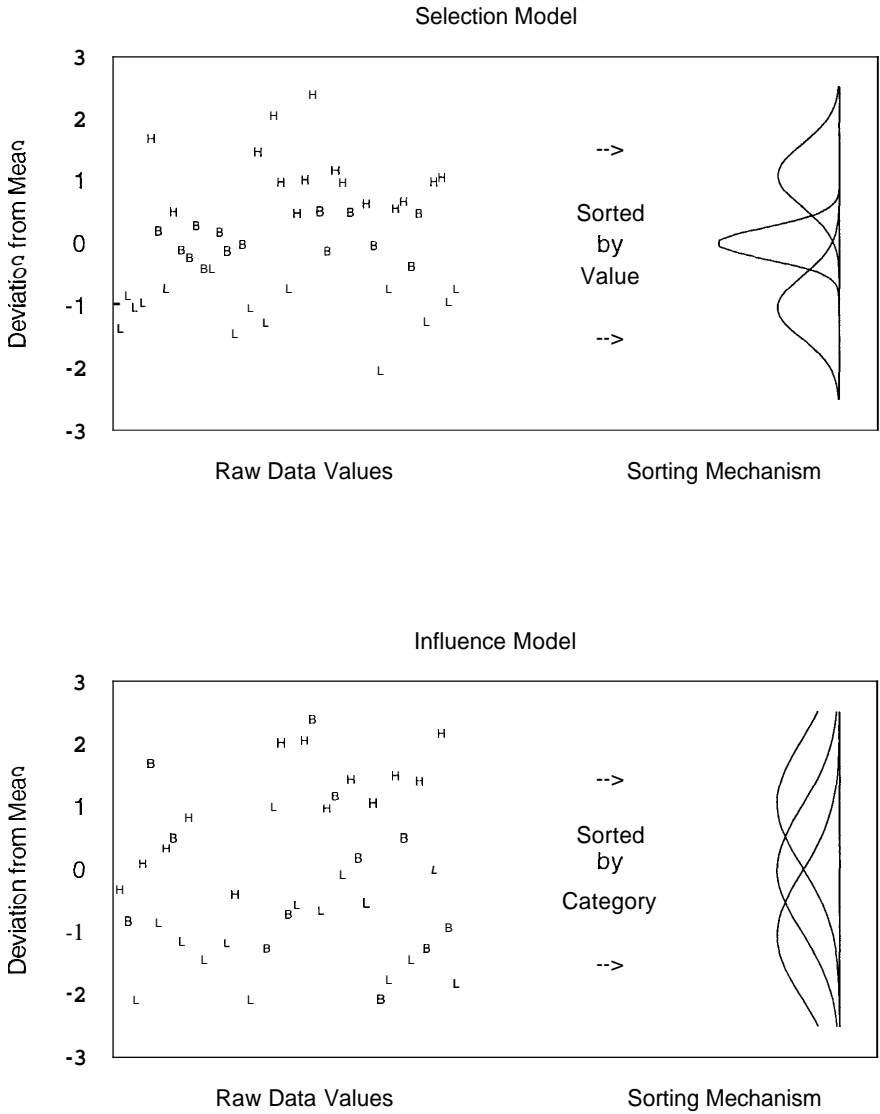 Selection Model
3
2
1
0
-1
-2
-3
Deviation from Mean
-->
Sorted
by
Value
-->
Raw Data Values
Sorting Mechanism
Influence Model
3
2
1
0
-1
-2
-3
Deviation from Mean
-->
Sorted
by
Category
-->
Raw Data Values
Sorting Mechanism